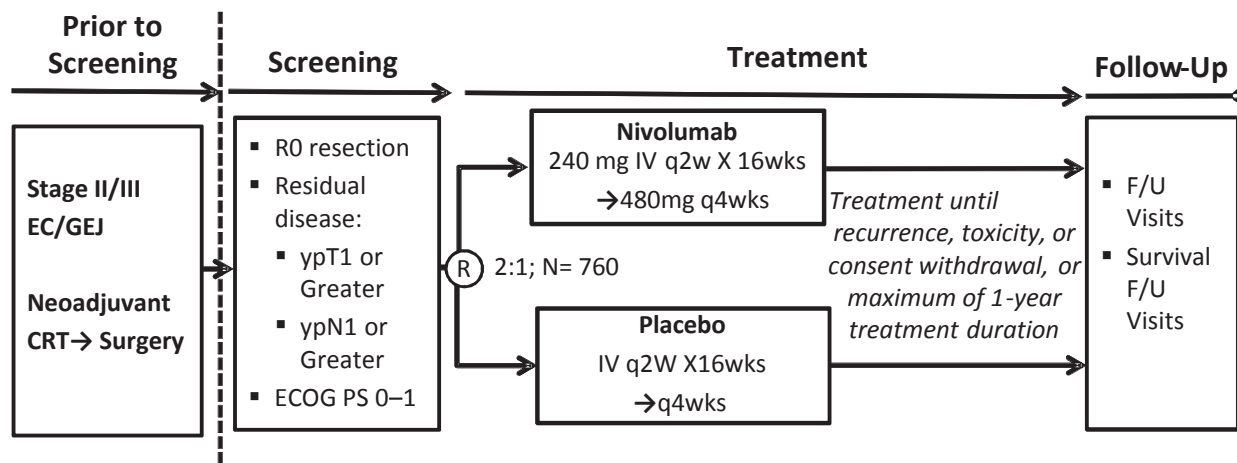 Prior to
Screening
Screening
Treatment
Follow-Up
Stage II/III
EC/GEJ
Neoadjuvant
CRT→ Surgery
▪ R0 resection
▪ Residual
disease:
▪ ypT1 or
Greater
▪ ypN1 or
Greater
▪ ECOG PS 0–1
R
2:1; N= 760
Nivolumab
240 mg IV q2w X 16wks
→480mg q4wks
Placebo
IV q2W X16wks
→q4wks
Treatment until
recurrence, toxicity, or
consent withdrawal, or
maximum of 1-year
treatment duration
▪ F/U
Visits
▪ Survival
F/U
Visits